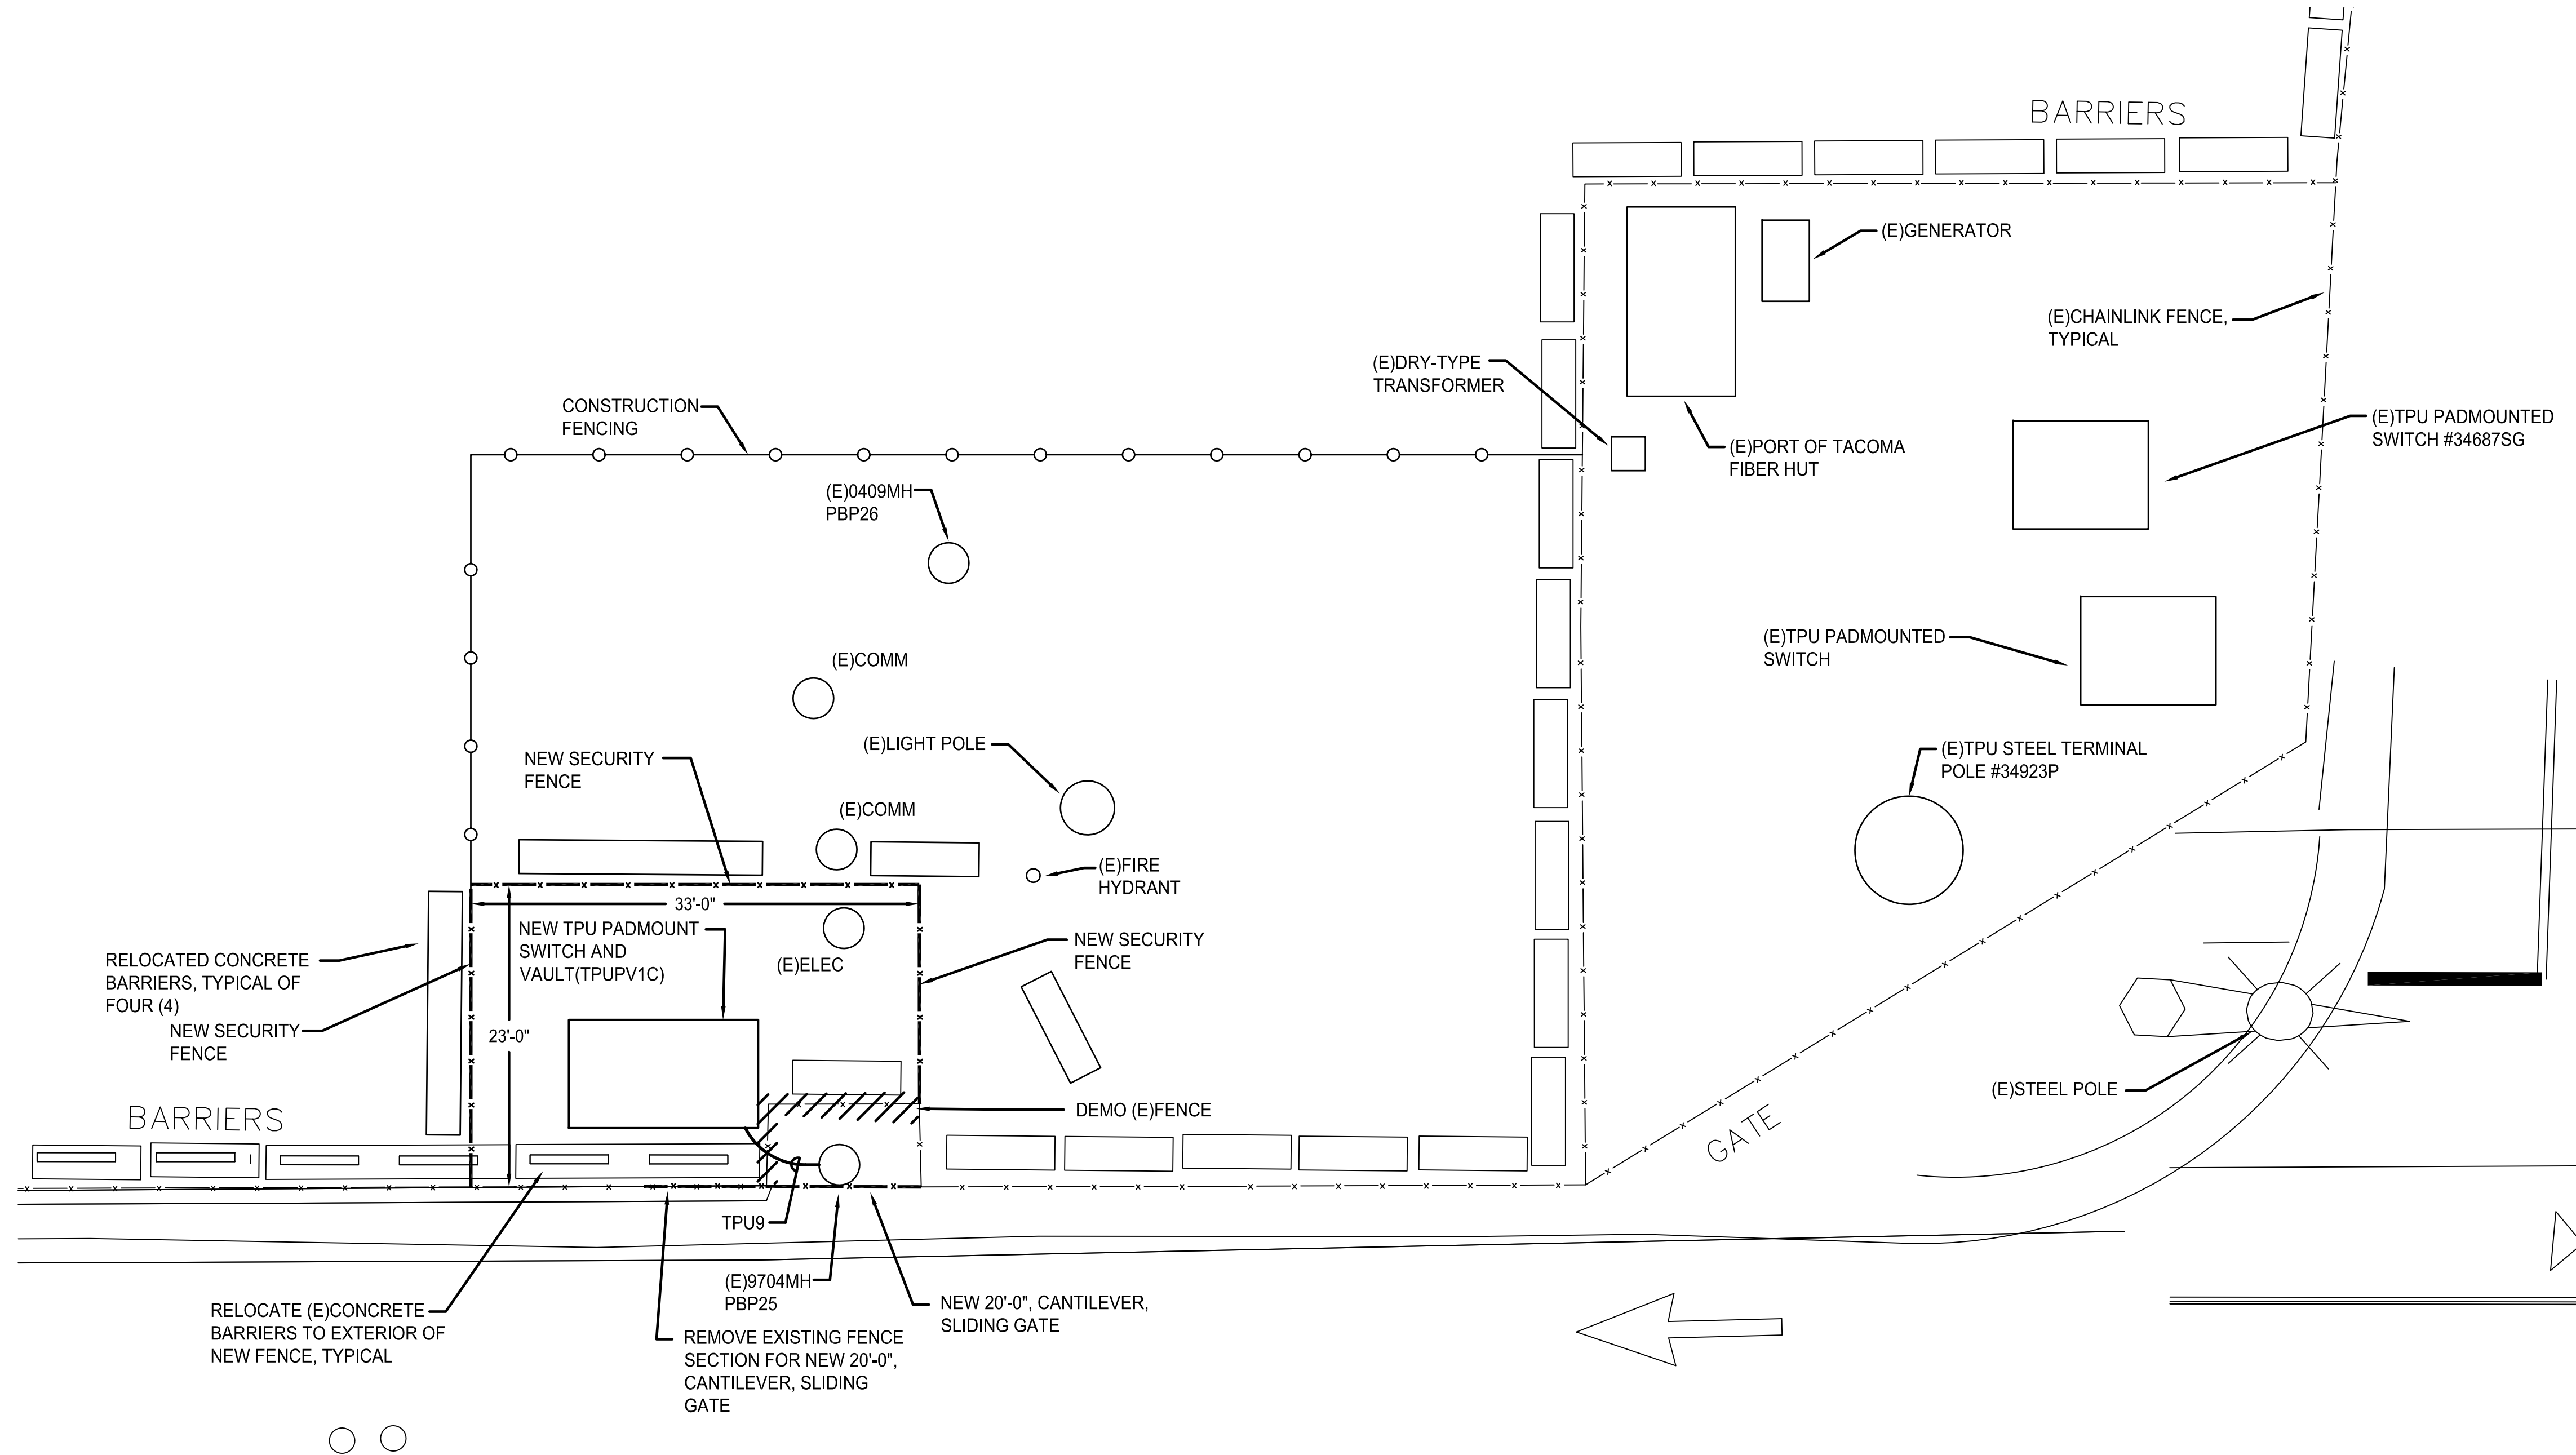 BARRIERS
(E)GENERATOR
(E)CHAINLINK FENCE,
TYPICAL
(E)DRY-TYPE
TRANSFORMER
CONSTRUCTION
FENCING
(E)TPU PADMOUNTED
SWITCH #34687SG
(E)PORT OF TACOMA
FIBER HUT
(E)0409MH
PBP26
(E)TPU PADMOUNTED
SWITCH
(E)COMM
(E)LIGHT POLE
(E)TPU STEEL TERMINAL
POLE #34923P
NEW SECURITY
FENCE
(E)COMM
(E)FIRE
HYDRANT
33'-0"
NEW TPU PADMOUNT
SWITCH AND
VAULT(TPUPV1C)
(E)ELEC
NEW SECURITY
FENCE
RELOCATED CONCRETE
BARRIERS, TYPICAL OF
FOUR (4)
NEW SECURITY
FENCE
23'-0"
(E)STEEL POLE
DEMO (E)FENCE
BARRIERS
GATE
TPU9
(E)9704MH
PBP25
NEW 20'-0", CANTILEVER,
SLIDING GATE
RELOCATE (E)CONCRETE
BARRIERS TO EXTERIOR OF
NEW FENCE, TYPICAL
REMOVE EXISTING FENCE
SECTION FOR NEW 20'-0",
CANTILEVER, SLIDING
GATE